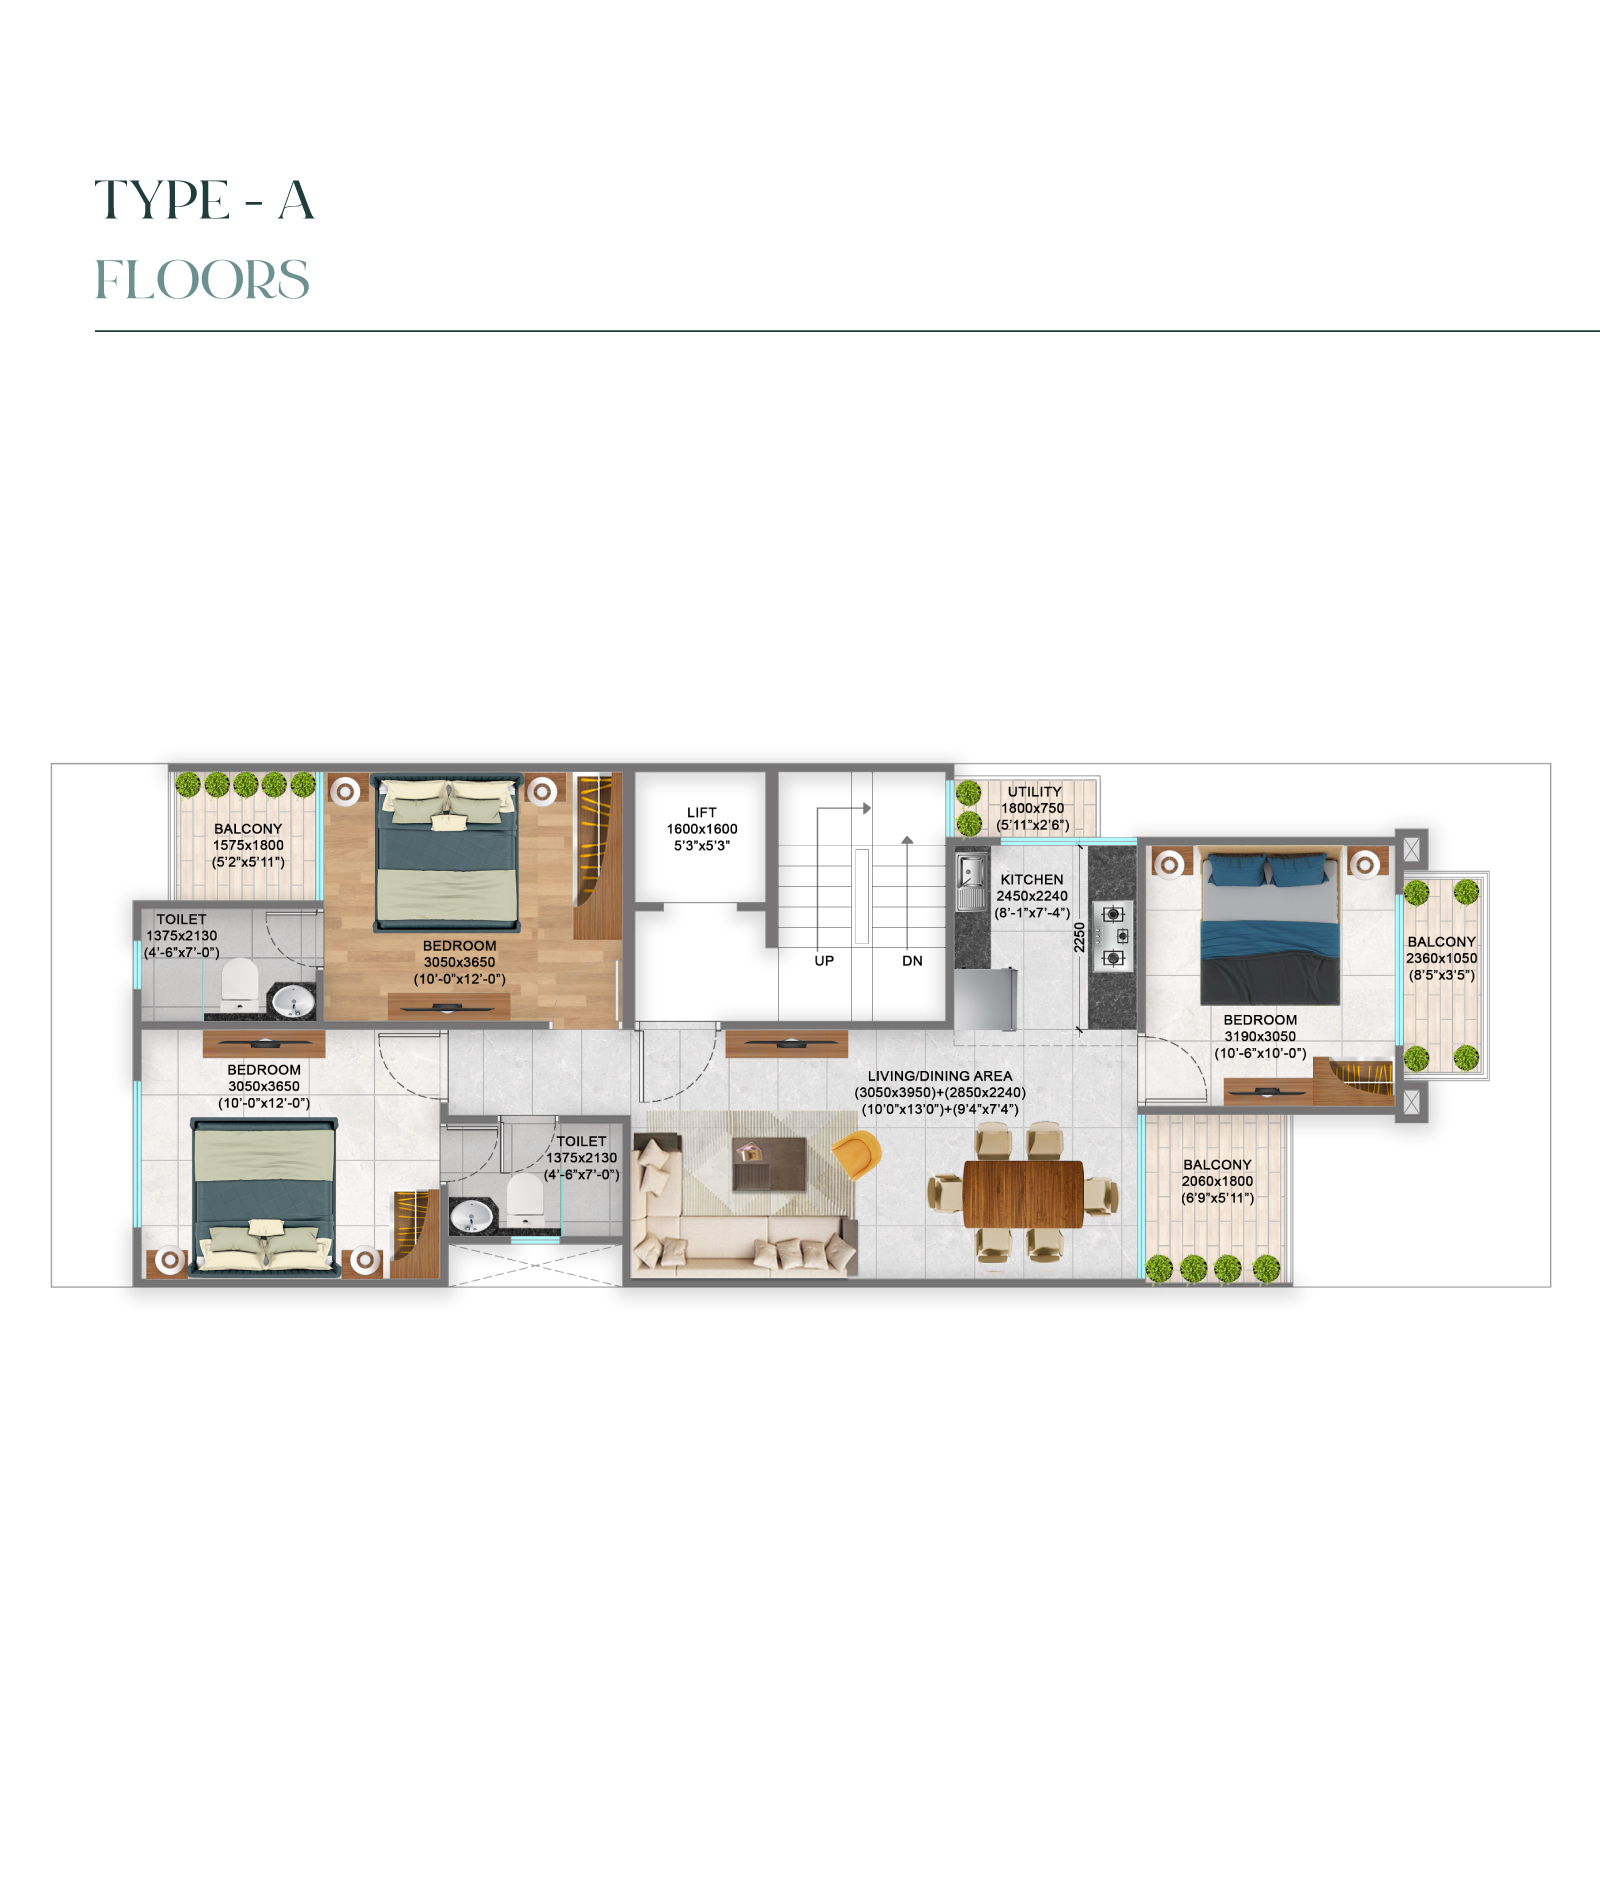 TYPE - A
FLOORS
BALCONY
1575x1800
(5'2"x5'11")
TOILET
1375x2130
(4'-6"x7'-0")
BEDROOM
3050x3650
(10'-0"x12'-0")
LIFT
1600x1600
5'3"x5'3"
UP
DN
UTILITY
1800x750
(5'11"x2'6")
KITCHEN
2450x2240
(8'-1"x7'-4")
2250
BALCONY
2360x1050
(8'5"x3'5")
BEDROOM
3190x3050
(10'-6"x10'-0")
BEDROOM
3050x3650
(10'-0"x12'-0")
TOILET
1375x2130
(4'-6"x7'-0")
LIVING/DINING AREA
(3050x3950)+(2850x2240)
(10'0"x13'0")+(9'4"x7'4")
BALCONY
2060x1800
(6'9"x5'11")